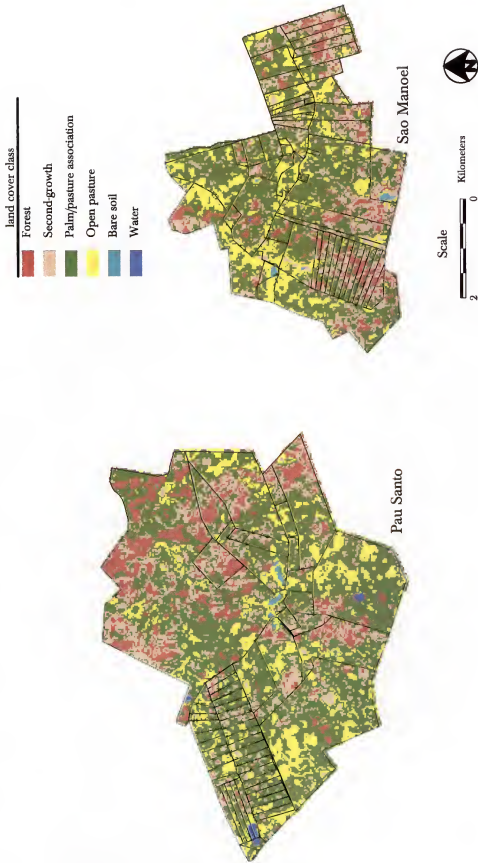 land cover class
Forest
Second-growth
Palm/pasture association
Open pasture
Bare soil
Water
Pau Santo
Sao Manoel
Scale
2 0 Kilometers
N